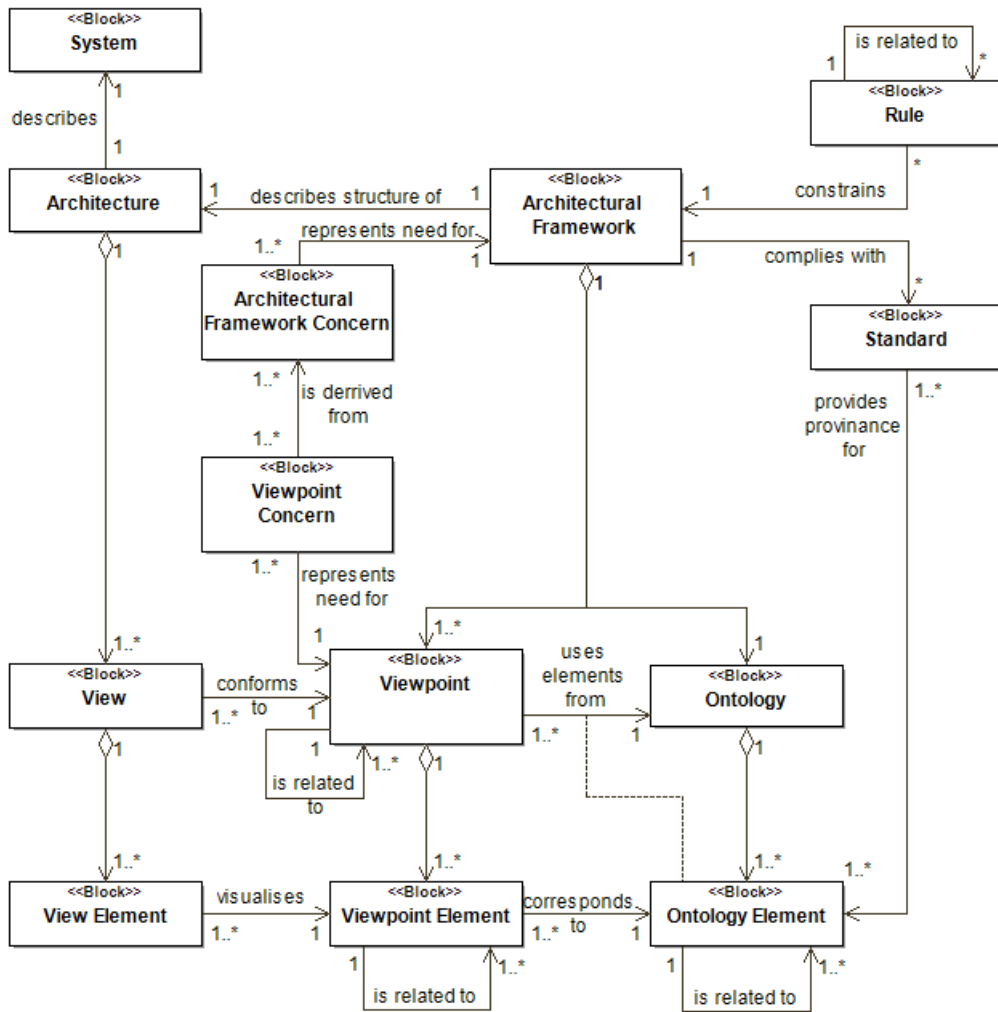 <<Block>>
System
1
describes
1
<<Block>>
Architecture
1
<<Block>>
Rule
is related to
1
*
*
constrains
1
<<Block>>
Architectural
Framework
1
describes structure of
1
represents need for
1..*
1
1
complies with
*
1
<<Block>>
Architectural
Framework Concern
<<Block>>
Standard
1..*
is derrived
from
1..*
1..*
provides
provinance
for
<<Block>>
Viewpoint
Concern
1..*
represents
need for
1
1..*
1..*
1
<<Block>>
View
conforms
to
1..*
1
<<Block>>
Viewpoint
uses
elements
from
1..*
1
<<Block>>
Ontology
1
1
1..*
is related
to
1
1
1..*
1..*
1..*
1..*
<<Block>>
View Element
visualises
1..*
1
<<Block>>
Viewpoint Element
corresponds
to
1..*
1
<<Block>>
Ontology Element
1
1..*
is related to
1
1..*
is related to